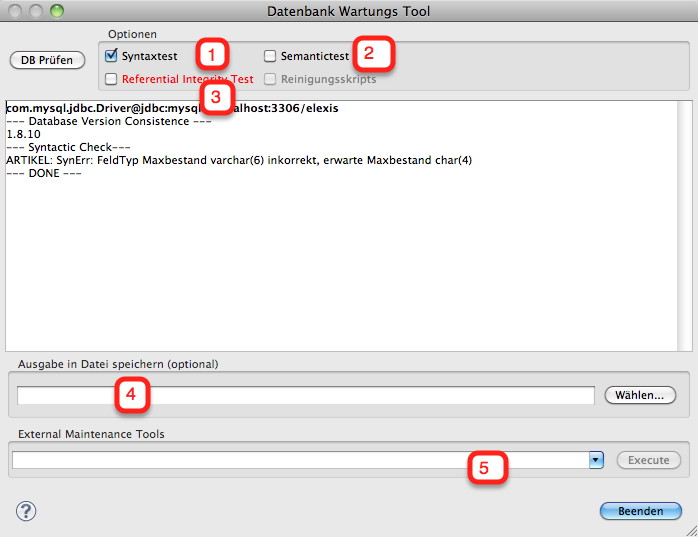 Datenbank Wartungs Tool
Optionen
DB Prüfen
Syntaxtest
1
Semantictest
2
Referential Integrity Test
Reinigungsskripts
3
com.mysql.jdbc.Driver@jdbc:mysql alhost:3306/elexis
--- Database Version Consistence ---
1.8.10
--- Syntactic Check---
ARTIKEL: SynErr: FeldTyp Maxbestand varchar(6) inkorrekt, erwarte Maxbestand char(4)
--- DONE ---
Ausgabe in Datei speichern (optional)
4
Wählen...
External Maintenance Tools
5
Execute
?
Beenden